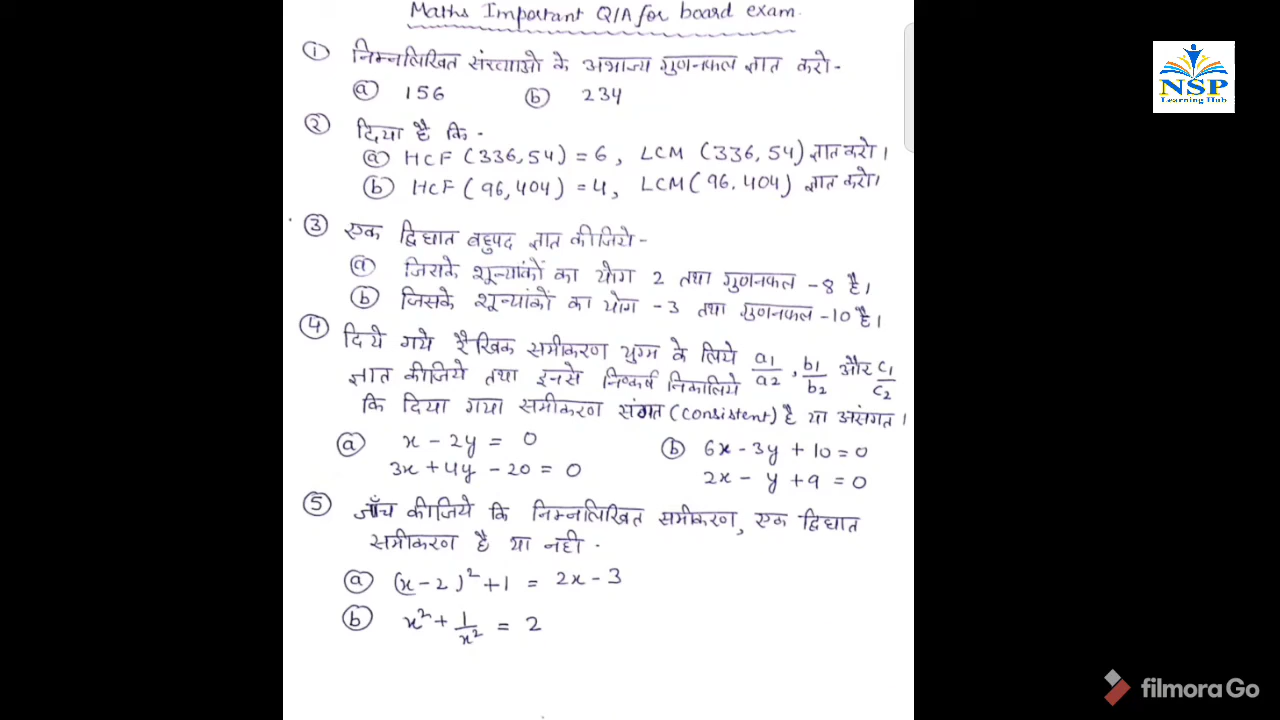 Maths Important Q/A for board exam.
① निम्नलिखित संख्याओ के अभाज्य गुणनफल ज्ञात करो -
ⓐ 156 ⓑ 234
② दिया है कि -
ⓐ HCF (336, 54) = 6, LCM (336, 54) ज्ञात करो।
ⓑ HCF (96, 404) = 4, LCM (96, 404) ज्ञात करो।
③ एक द्विघात बहुपद ज्ञात कीजिये -
ⓐ जिसके शून्यांकों का योग 2 तथा गुणनफल -8 है।
ⓑ जिसके शून्यांकों का योग -3 तथा गुणनफल -10 है।
④ दिये गये रैखिक समीकरण युग्म के लिये a1/a2, b1/b2 और c1/c2
ज्ञात कीजिये तथा इनसे निष्कर्ष निकालिये
कि दिया गया समीकरण संगत (consistent) है या असंगत।
ⓐ x - 2y = 0 ⓑ 6x - 3y + 10 = 0
3x + 4y - 20 = 0 2x - y + 9 = 0
⑤ जाँच कीजिये कि निम्नलिखित समीकरण, एक द्विघात
समीकरण है या नही -
ⓐ (x - 2)² + 1 = 2x - 3
ⓑ x² + 1/x² = 2
NSP
Learning Hub
filmora Go